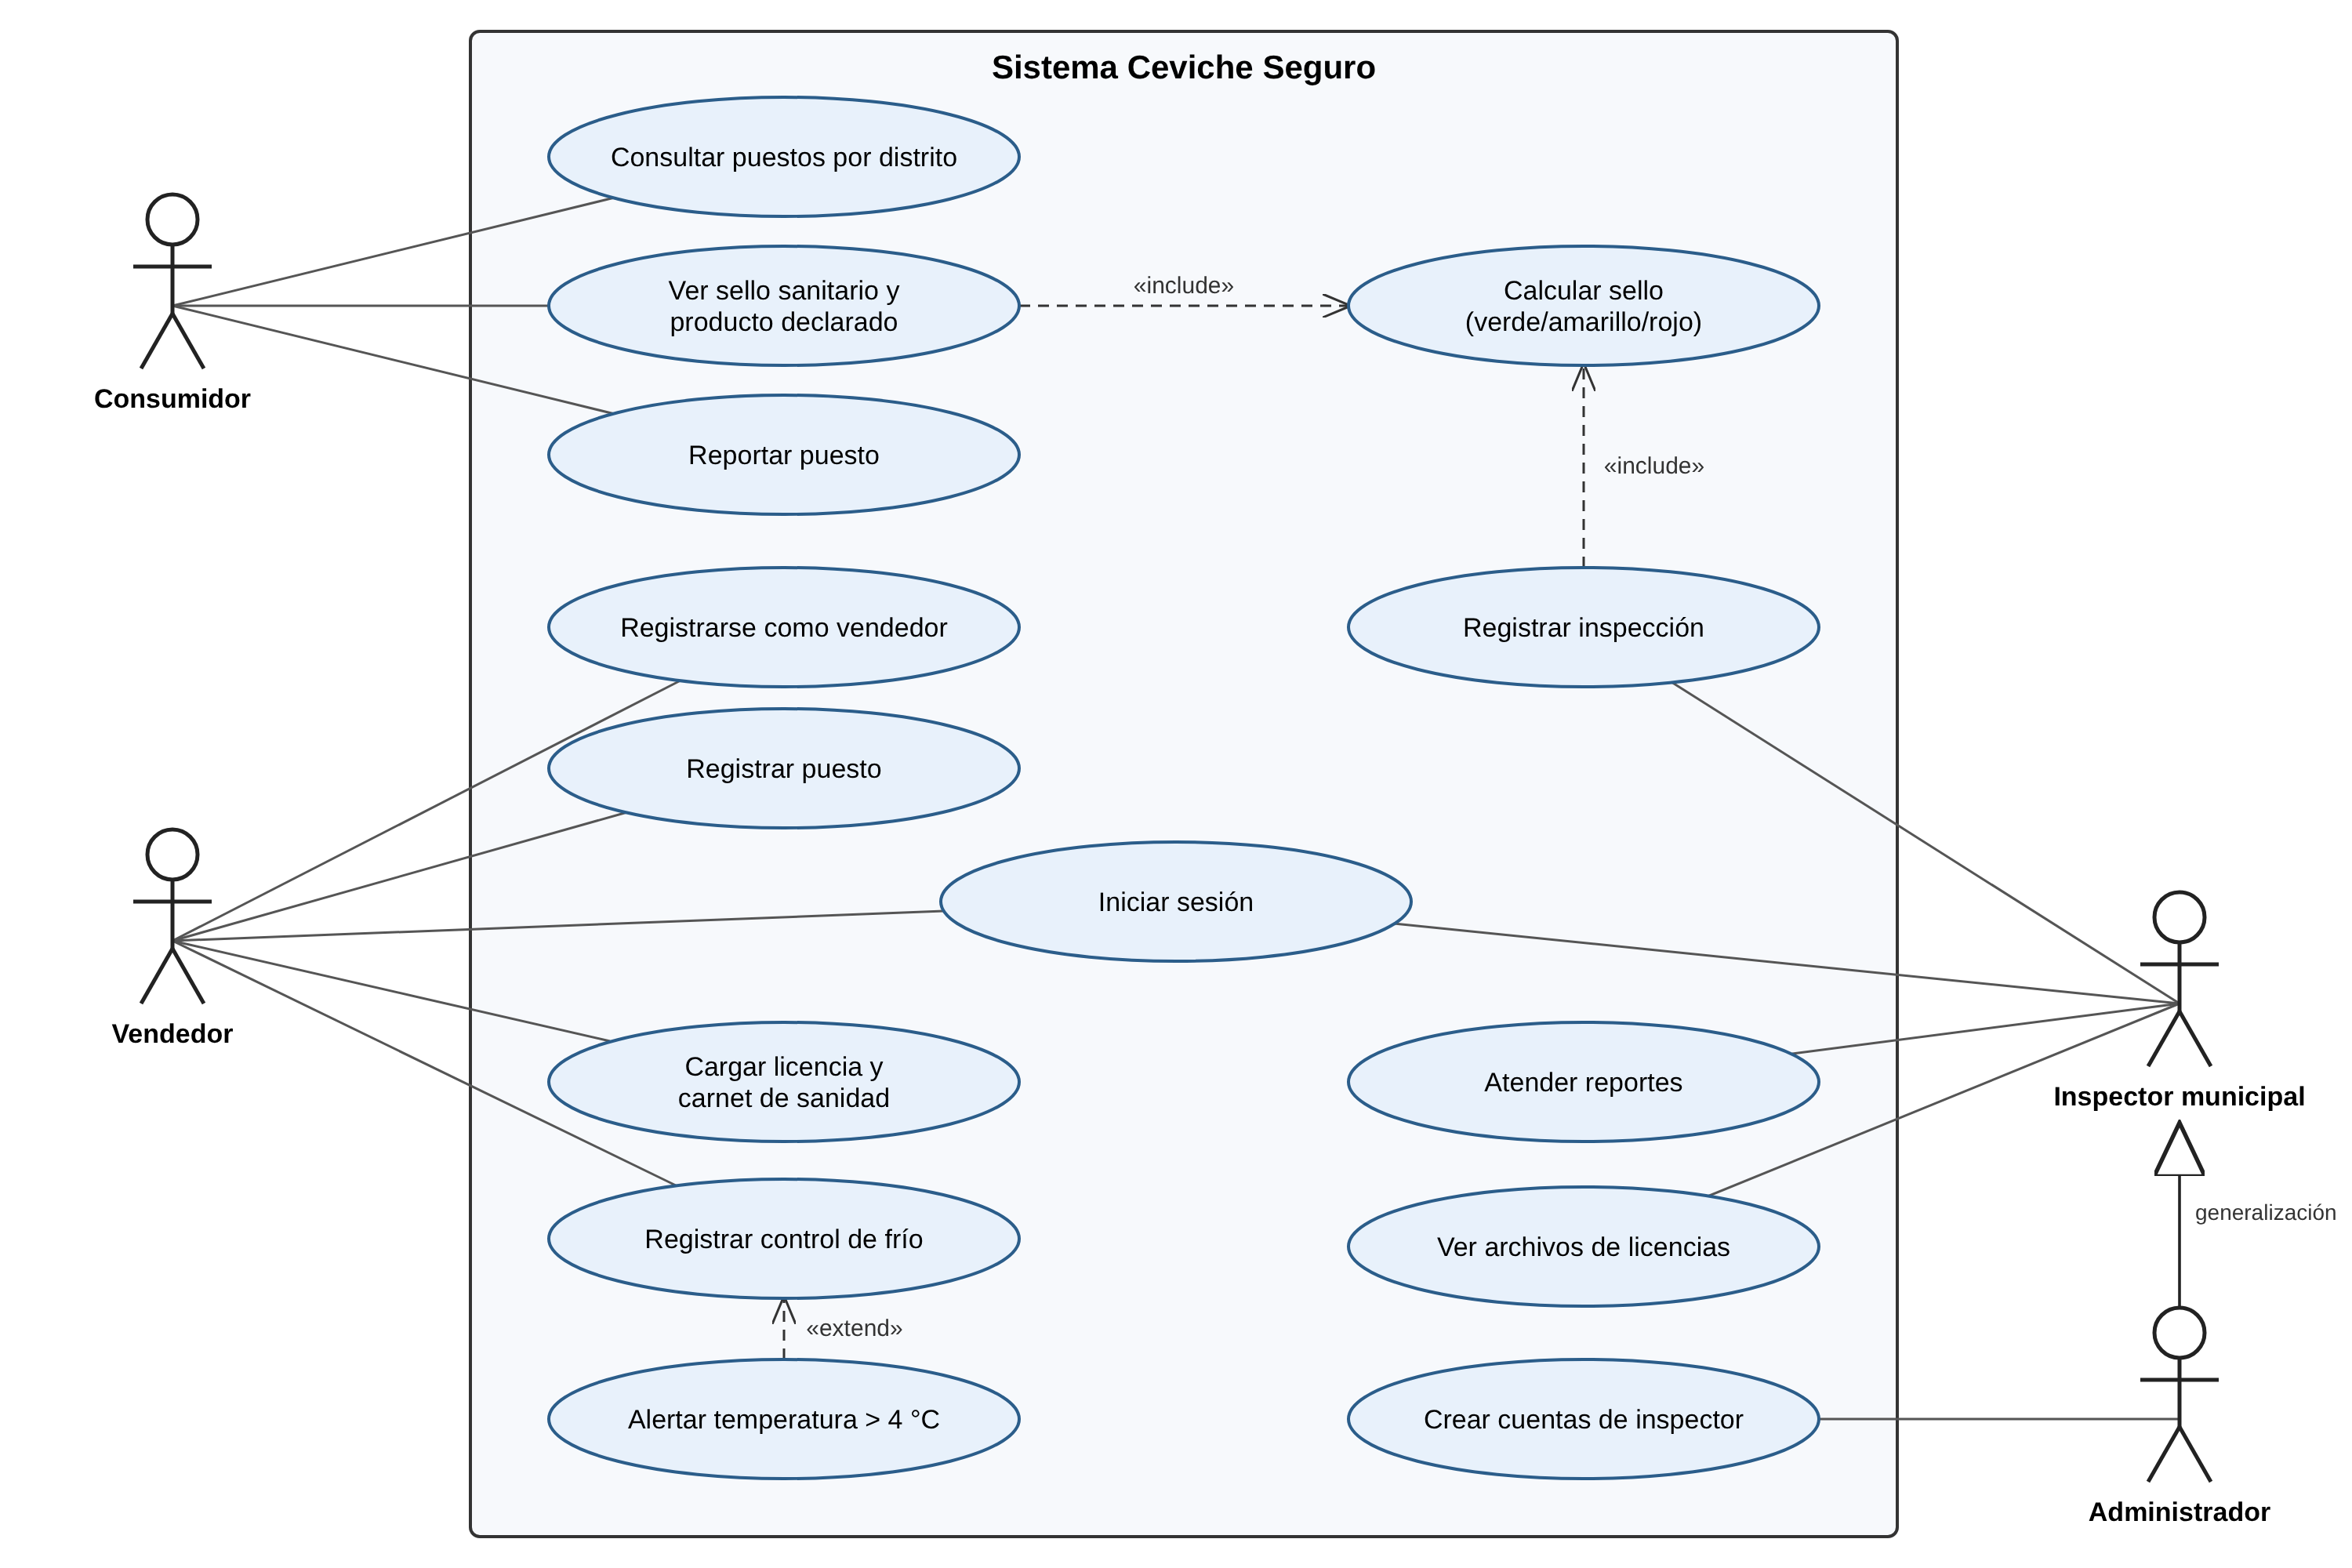 Sistema Ceviche Seguro
Consultar puestos por distrito
Ver sello sanitario y
producto declarado
«include»
Calcular sello
(verde/amarillo/rojo)
Consumidor
Reportar puesto
«include»
Registrarse como vendedor
Registrar inspección
Registrar puesto
Iniciar sesión
Vendedor
Cargar licencia y
carnet de sanidad
Atender reportes
Inspector municipal
generalización
Registrar control de frío
Ver archivos de licencias
«extend»
Alertar temperatura > 4 °C
Crear cuentas de inspector
Administrador